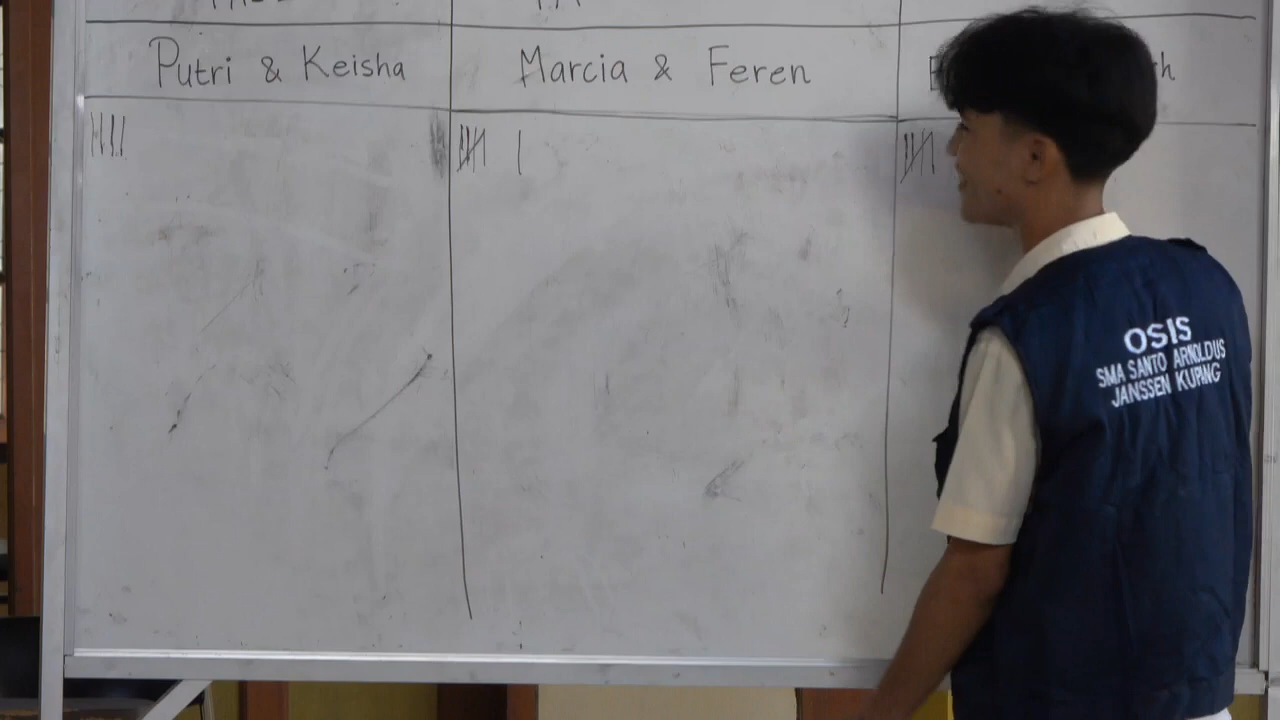 Putri & Keisha
Marcia & Feren
OSIS
SMA SANTO ARNOLDUS
JANSSEN KUPANG